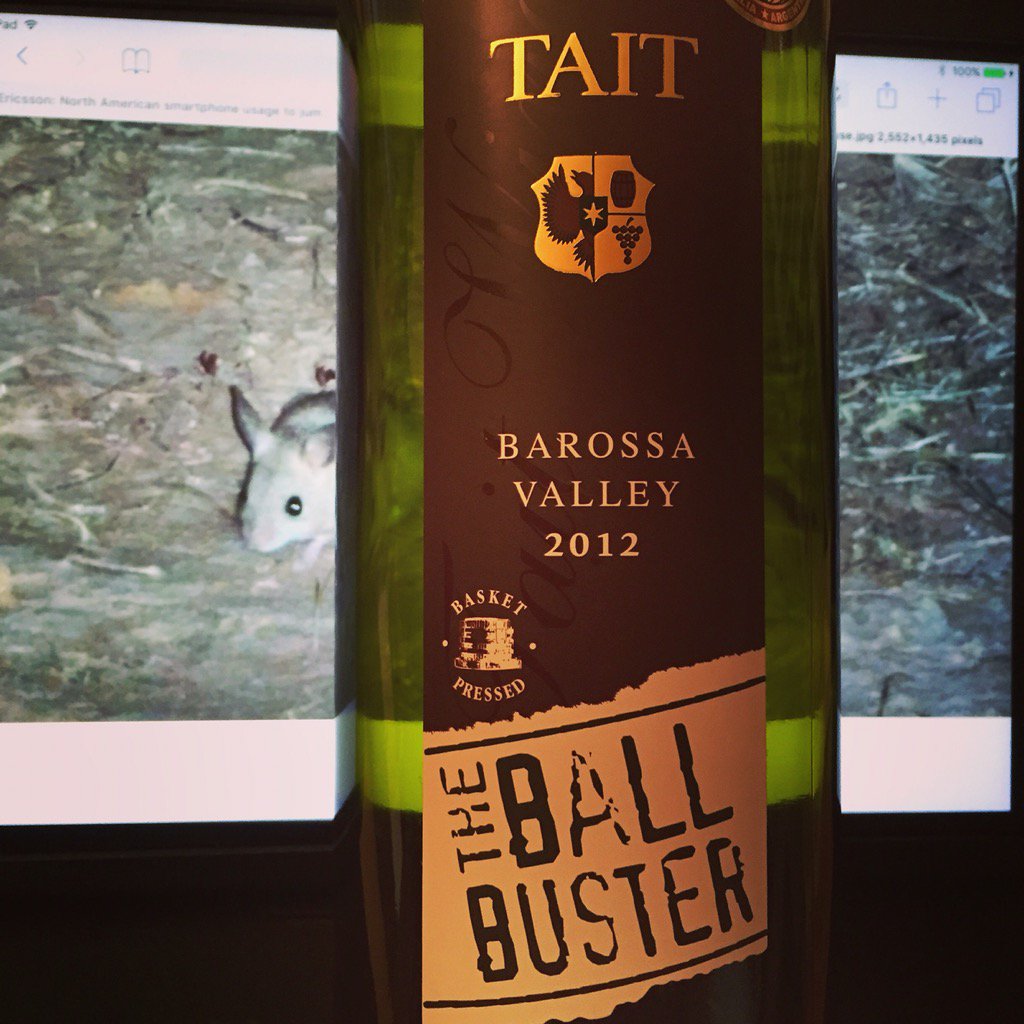 Pad
100%
Ericsson: North American smartphone usage to jum
se.jpg 2,552×1,435 pixels
TAIT
BAROSSA
VALLEY
2012
BASKET
PRESSED
THE
BALL
BUSTER